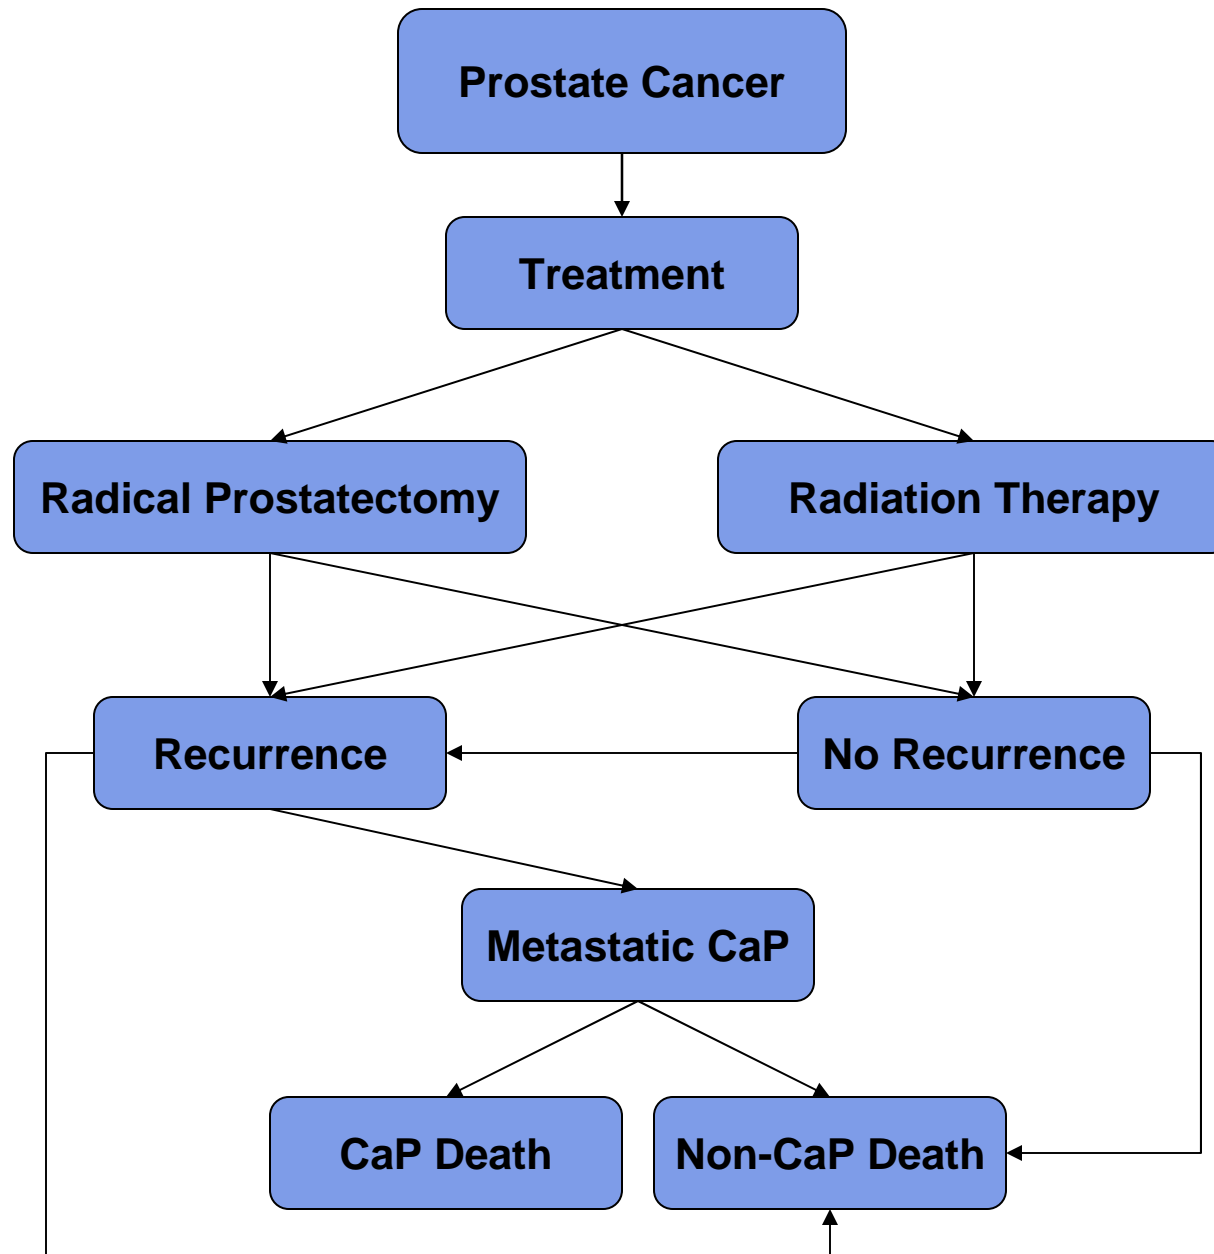 Prostate Cancer
Treatment
Radical Prostatectomy
Radiation Therapy
Recurrence
No Recurrence
Metastatic CaP
CaP Death
Non-CaP Death